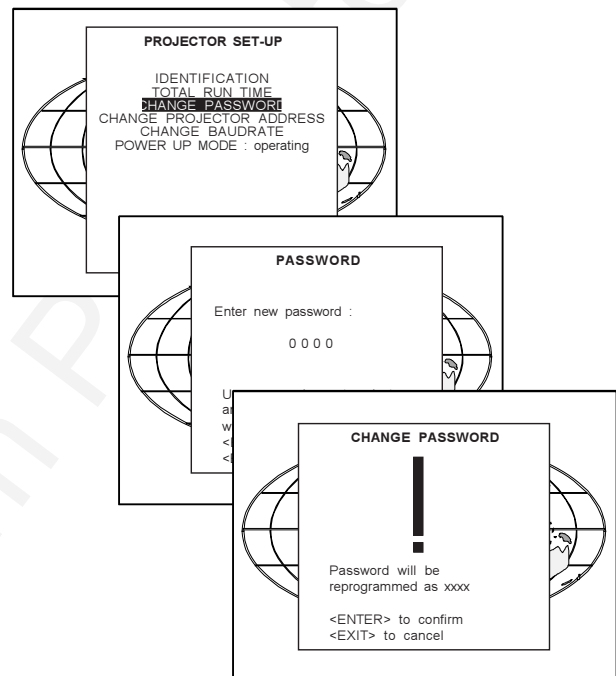 PROJECTOR SET-UP
IDENTIFICATION
TOTAL RUN TIME
CHANGE PASSWORD
CHANGE PROJECTOR ADDRESS
CHANGE BAUDRATE
POWER UP MODE : operating
PASSWORD
Enter new password :
0 0 0 0
CHANGE PASSWORD
!
Password will be
reprogrammed as xxxx
<ENTER> to confirm
<EXIT> to cancel